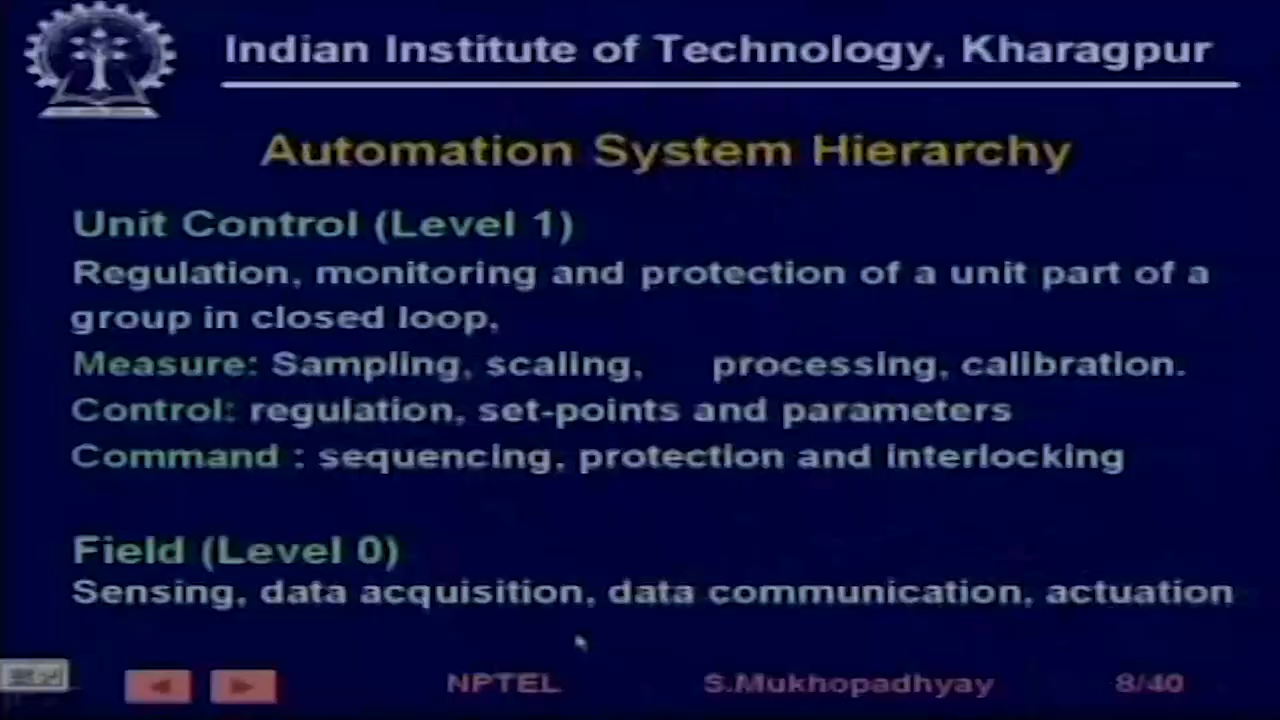 Indian Institute of Technology, Kharagpur
Automation System Hierarchy
Unit Control (Level 1)
Regulation, monitoring and protection of a unit part of a
group in closed loop,
Measure: Sampling, scaling, processing, calibration.
Control: regulation, set-points and parameters
Command : sequencing, protection and interlocking
Field (Level 0)
Sensing, data acquisition, data communication, actuation
NPTEL S.Mukhopadhyay 8/40